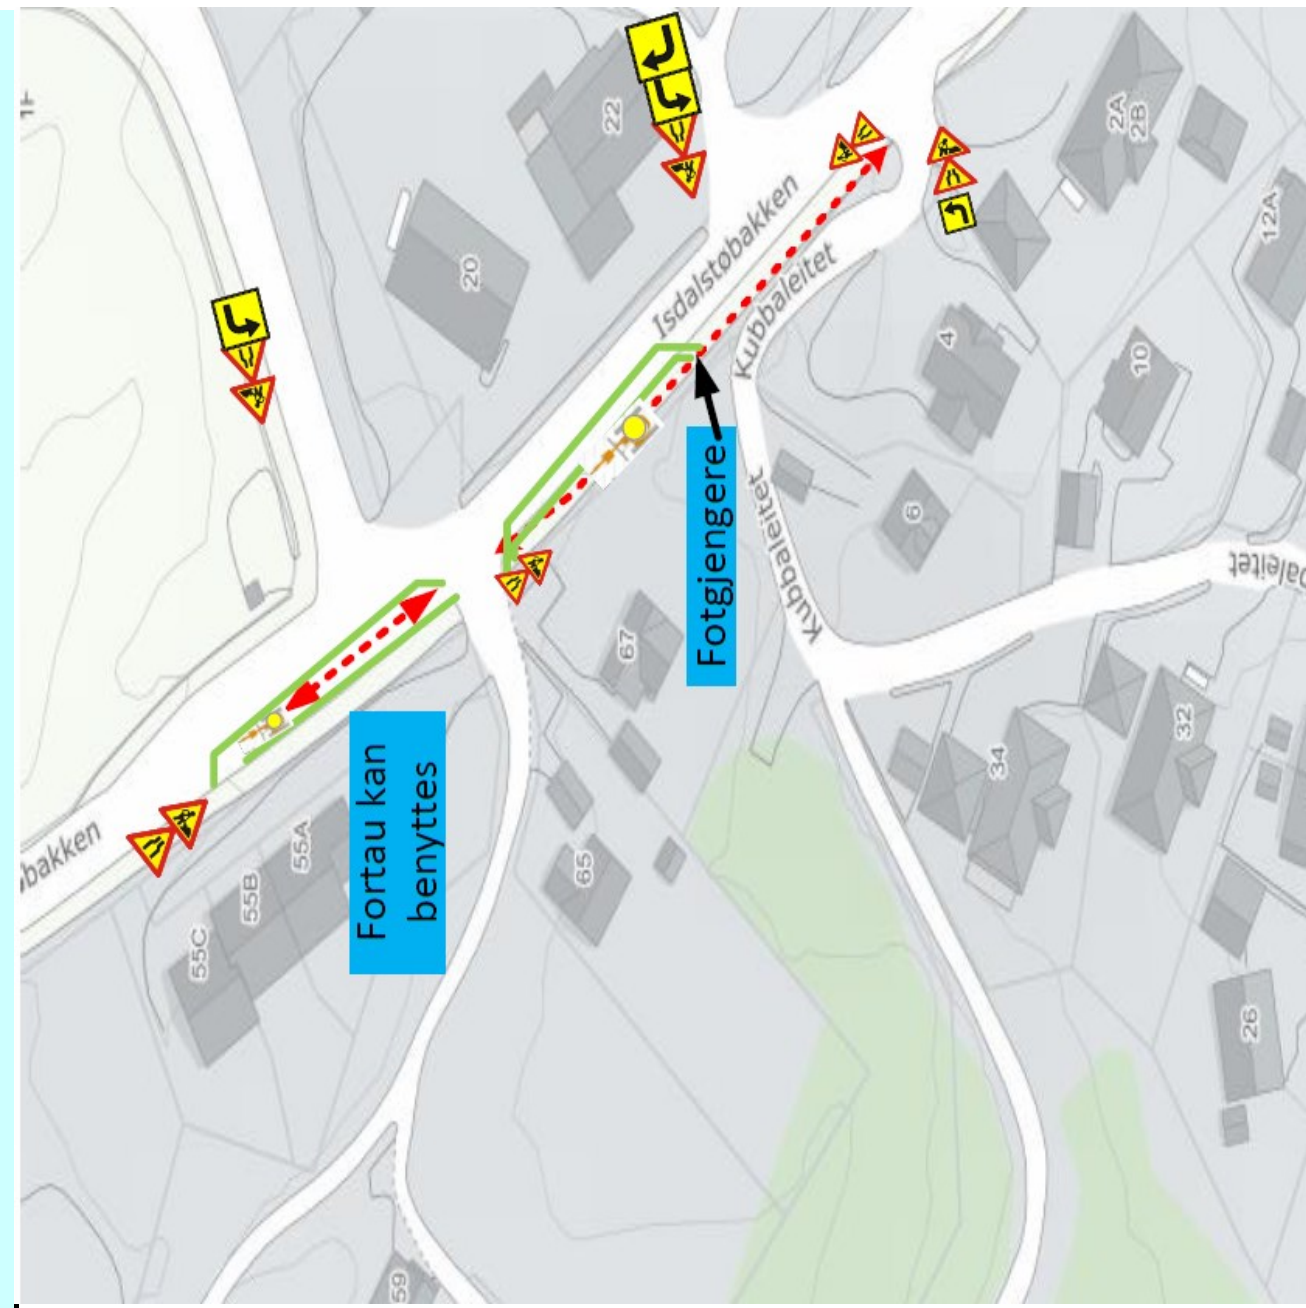 22
2A
2B
20
12A
Isdalstøbakken
Kubbaleitet
4
10
Fotgjengere
Kubbaleitet
6
baleitet
67
Fortau kan
benyttes
34
32
bakken
55A
55B
55C
65
26
59